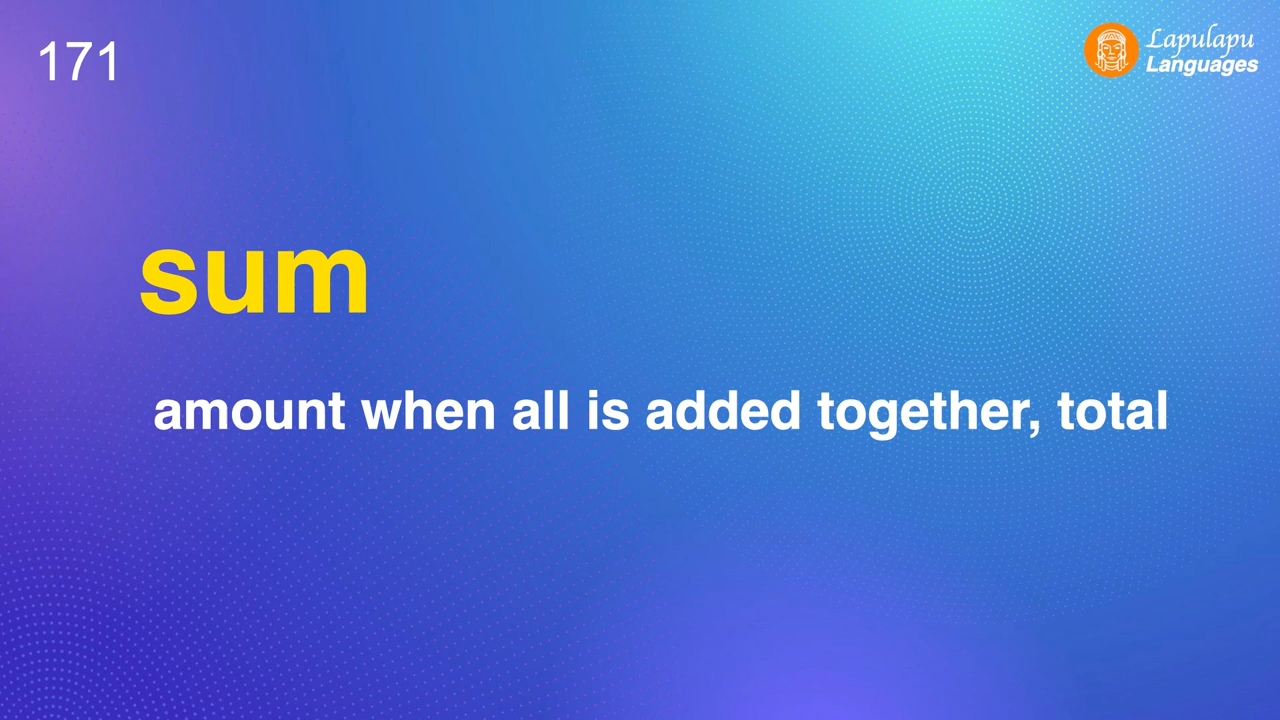 171
Lapulapu
Languages
sum
amount when all is added together, total